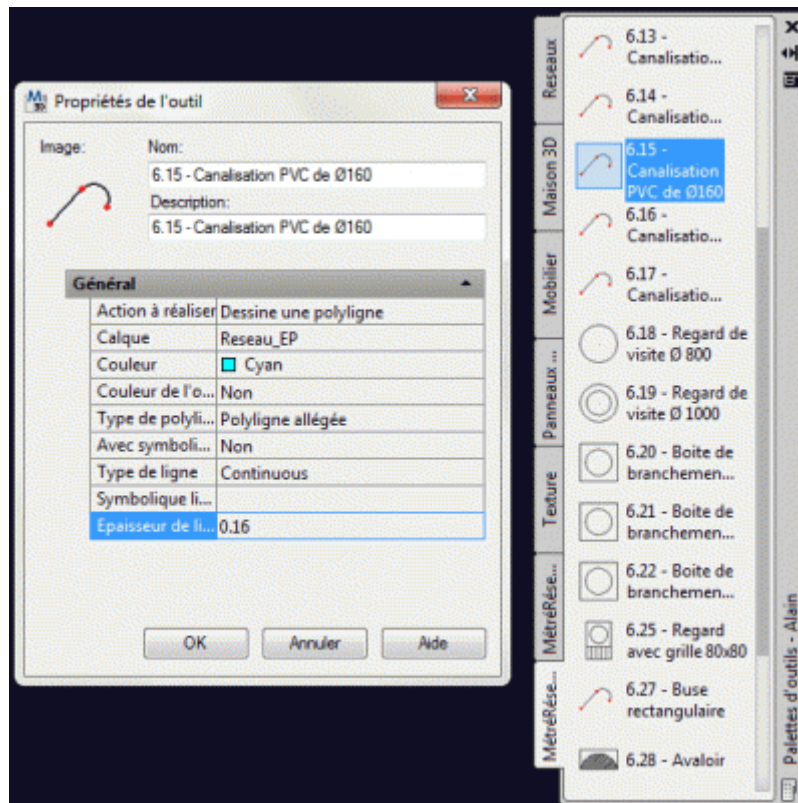 Propriétés de l'outil
Image:
Nom:
6.15 - Canalisation PVC de Ø160
Description:
6.15 - Canalisation PVC de Ø160
Général
Action à réaliser Dessine une polyligne
Calque Reseau_EP
Couleur Cyan
Couleur de l'o... Non
Type de polyli... Polyligne allégée
Avec symboli... Non
Type de ligne Continuous
Symbolique li...
Epaisseur de li... 0.16
OK Annuler Aide
Reseaux
Maison 3D
Mobilier
Panneaux ...
Texture
MétréRése...
MétréRése...
6.13 -
Canalisatio...
6.14 -
Canalisatio...
6.15 -
Canalisation
PVC de Ø160
6.16 -
Canalisatio...
6.17 -
Canalisatio...
6.18 - Regard de
visite Ø 800
6.19 - Regard de
visite Ø 1000
6.20 - Boite de
branchemen...
6.21 - Boite de
branchemen...
6.22 - Boite de
branchemen...
6.25 - Regard
avec grille 80x80
6.27 - Buse
rectangulaire
6.28 - Avaloir
Palettes d'outils - Alain